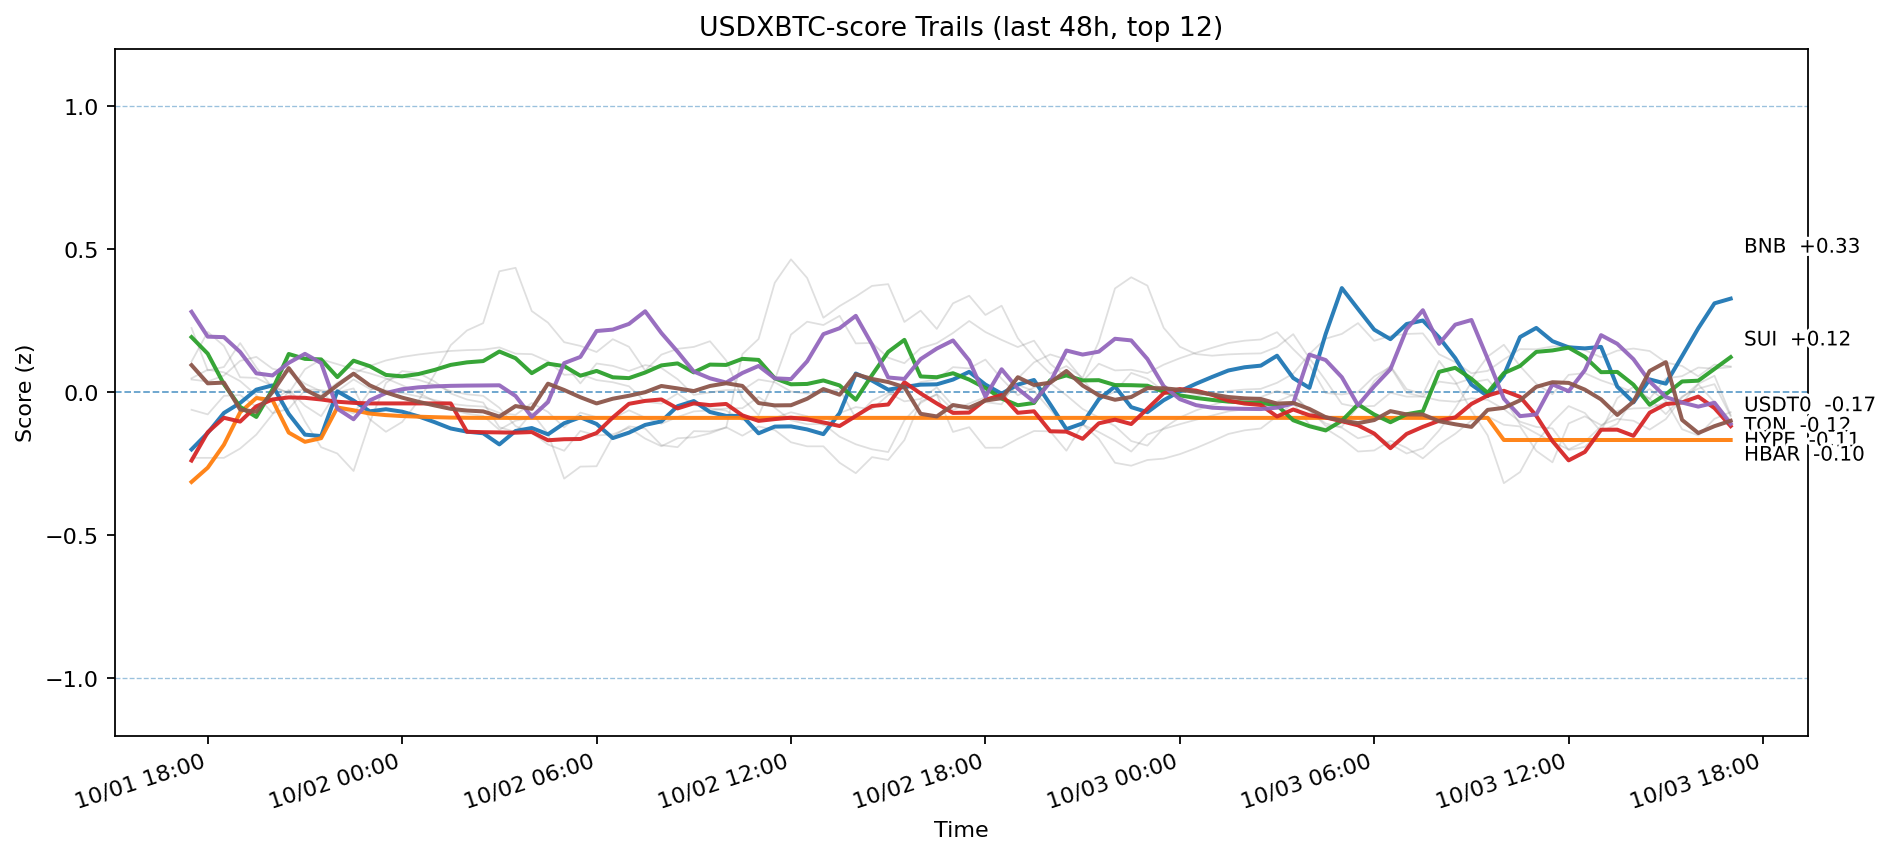 USDXBTC-score Trails (last 48h, top 12)
Score (z)
1.0
0.5
0.0
−0.5
−1.0
BNB +0.33
SUI +0.12
USDT0 -0.17
TON -0.12
HYPE -0.11
HBAR -0.10
10/01 18:00
10/02 00:00
10/02 06:00
10/02 12:00
10/02 18:00
10/03 00:00
10/03 06:00
10/03 12:00
10/03 18:00
Time